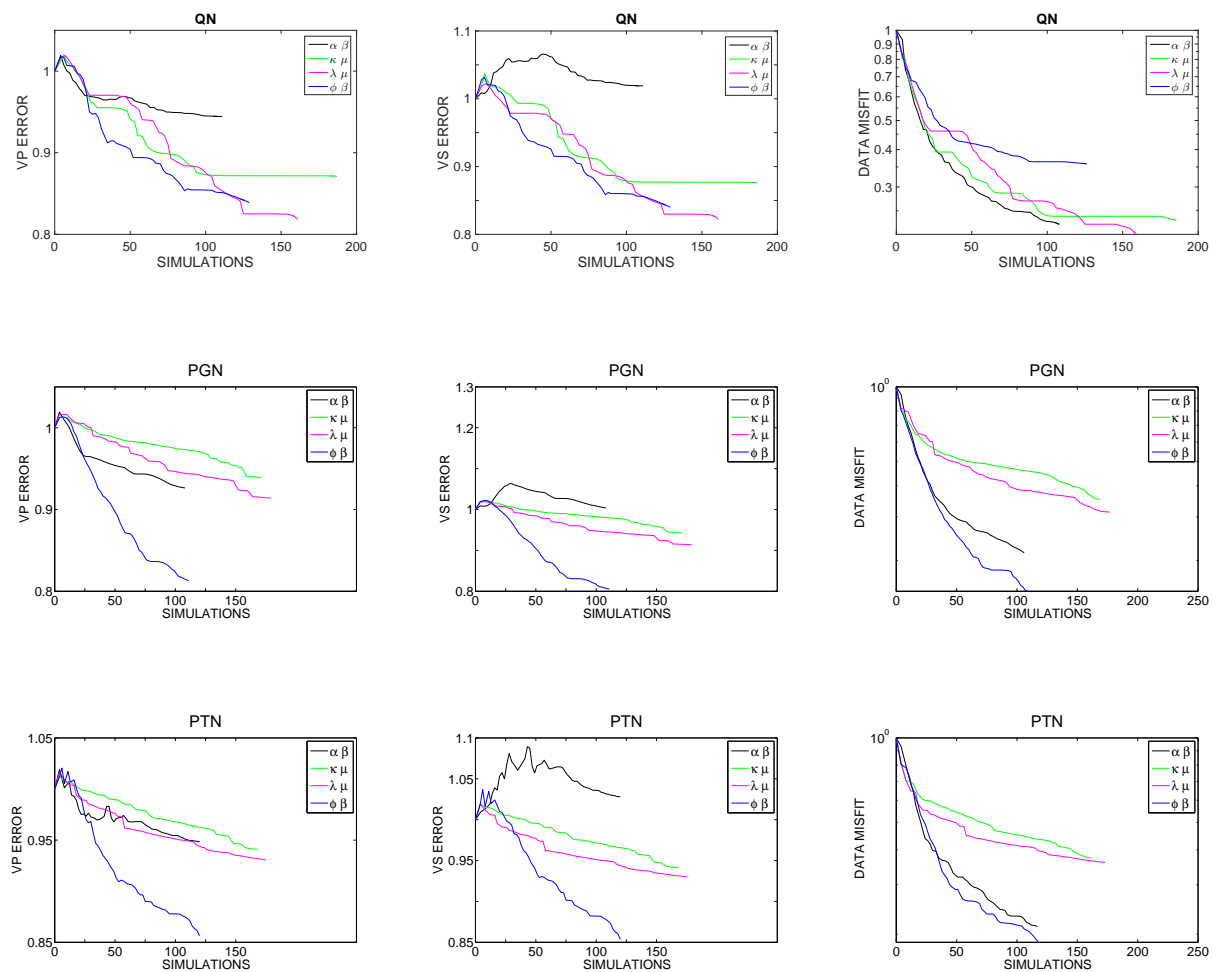 QN
1
0.9
0.8
VP ERROR
0 50 100 150 200
SIMULATIONS
α β
κ μ
λ μ
ϕ β
QN
1.1
1
0.9
0.8
VS ERROR
0 50 100 150 200
SIMULATIONS
α β
κ μ
λ μ
ϕ β
QN
1
0.9
0.8
0.7
0.6
0.5
0.4
0.3
DATA MISFIT
0 50 100 150 200
SIMULATIONS
α β
κ μ
λ μ
ϕ β
PGN
1
0.9
0.8
VP ERROR
0 50 100 150
SIMULATIONS
α β
κ μ
λ μ
ϕ β
PGN
1.3
1.2
1.1
1
0.9
0.8
VS ERROR
0 50 100 150
SIMULATIONS
α β
κ μ
λ μ
ϕ β
PGN
10⁰
DATA MISFIT
0 50 100 150 200 250
SIMULATIONS
α β
κ μ
λ μ
ϕ β
PTN
1.05
1.0
0.95
0.85
VP ERROR
0 50 100 150
SIMULATIONS
α β
κ μ
λ μ
ϕ β
PTN
1.1
1.05
1.0
0.95
0.9
0.85
VS ERROR
0 50 100 150
SIMULATIONS
α β
κ μ
λ μ
ϕ β
PTN
10⁰
DATA MISFIT
0 50 100 150 200 250
SIMULATIONS
α β
κ μ
λ μ
ϕ β